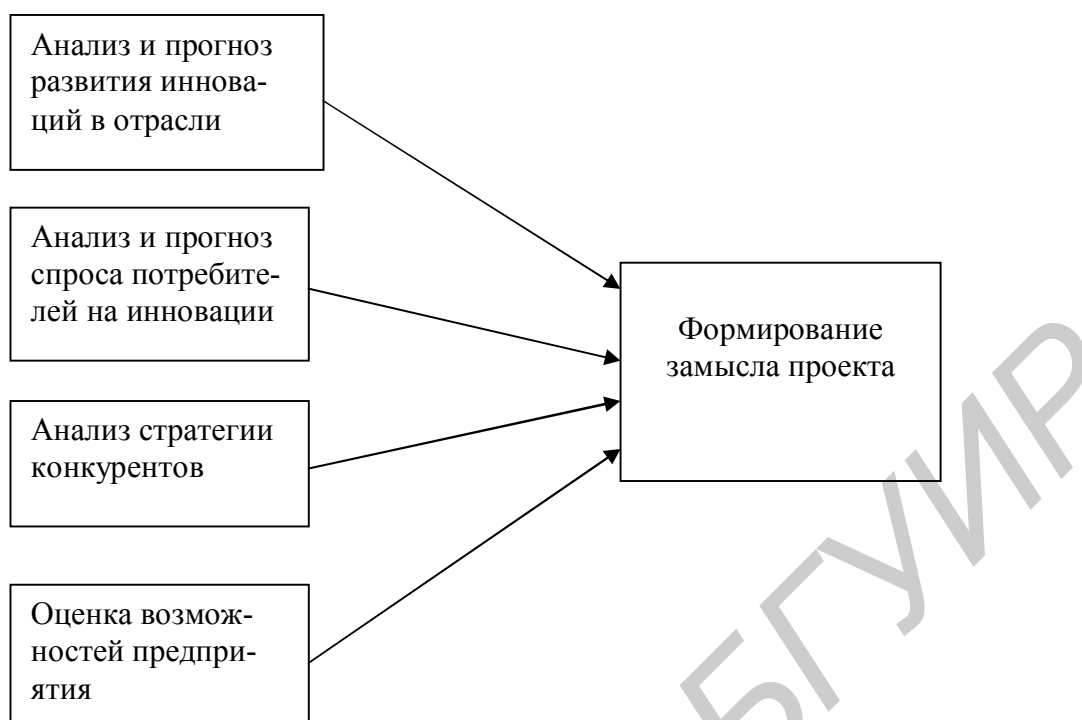 Анализ и прогноз
развития иннова-
ций в отрасли
Анализ и прогноз
спроса потребите-
лей на инновации
Анализ стратегии
конкурентов
Оценка возмож-
ностей предпри-
ятия
Формирование
замысла проекта
БГУИР